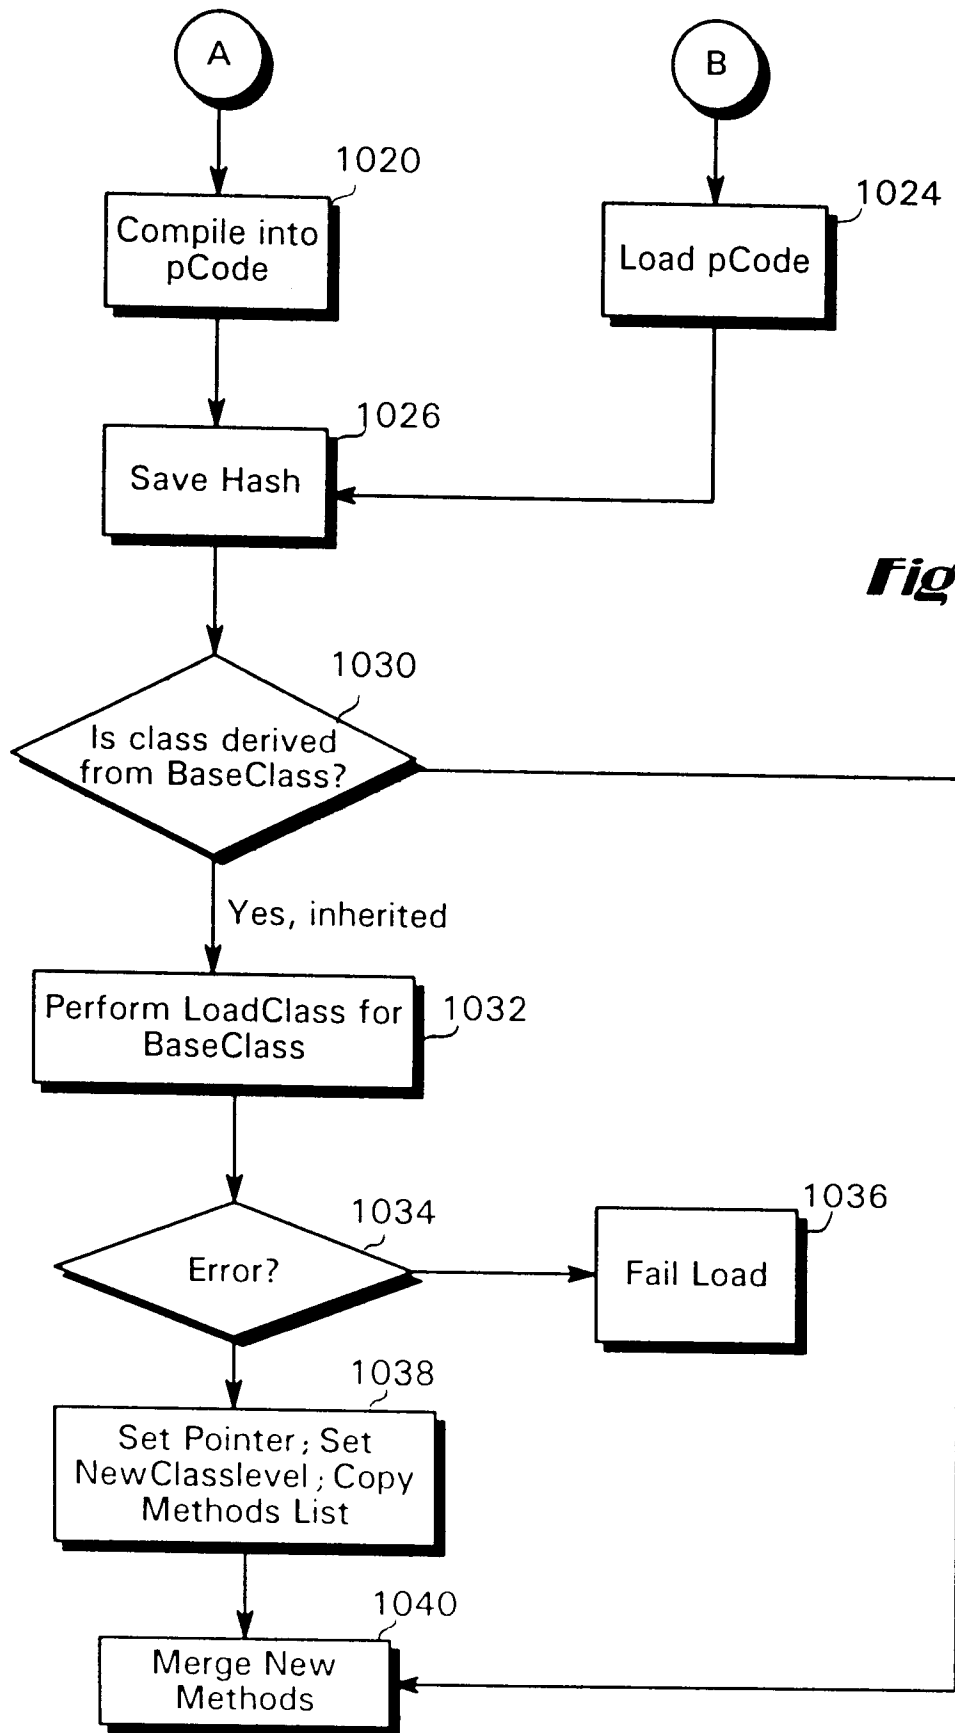 A
B
1020
1024
Compile into
pCode
Load pCode
1026
Save Hash
Fig
1030
Is class derived
from BaseClass?
Yes, inherited
Perform LoadClass for
BaseClass
1032
1034
Error?
1036
Fail Load
1038
Set Pointer; Set
NewClasslevel; Copy
Methods List
1040
Merge New
Methods